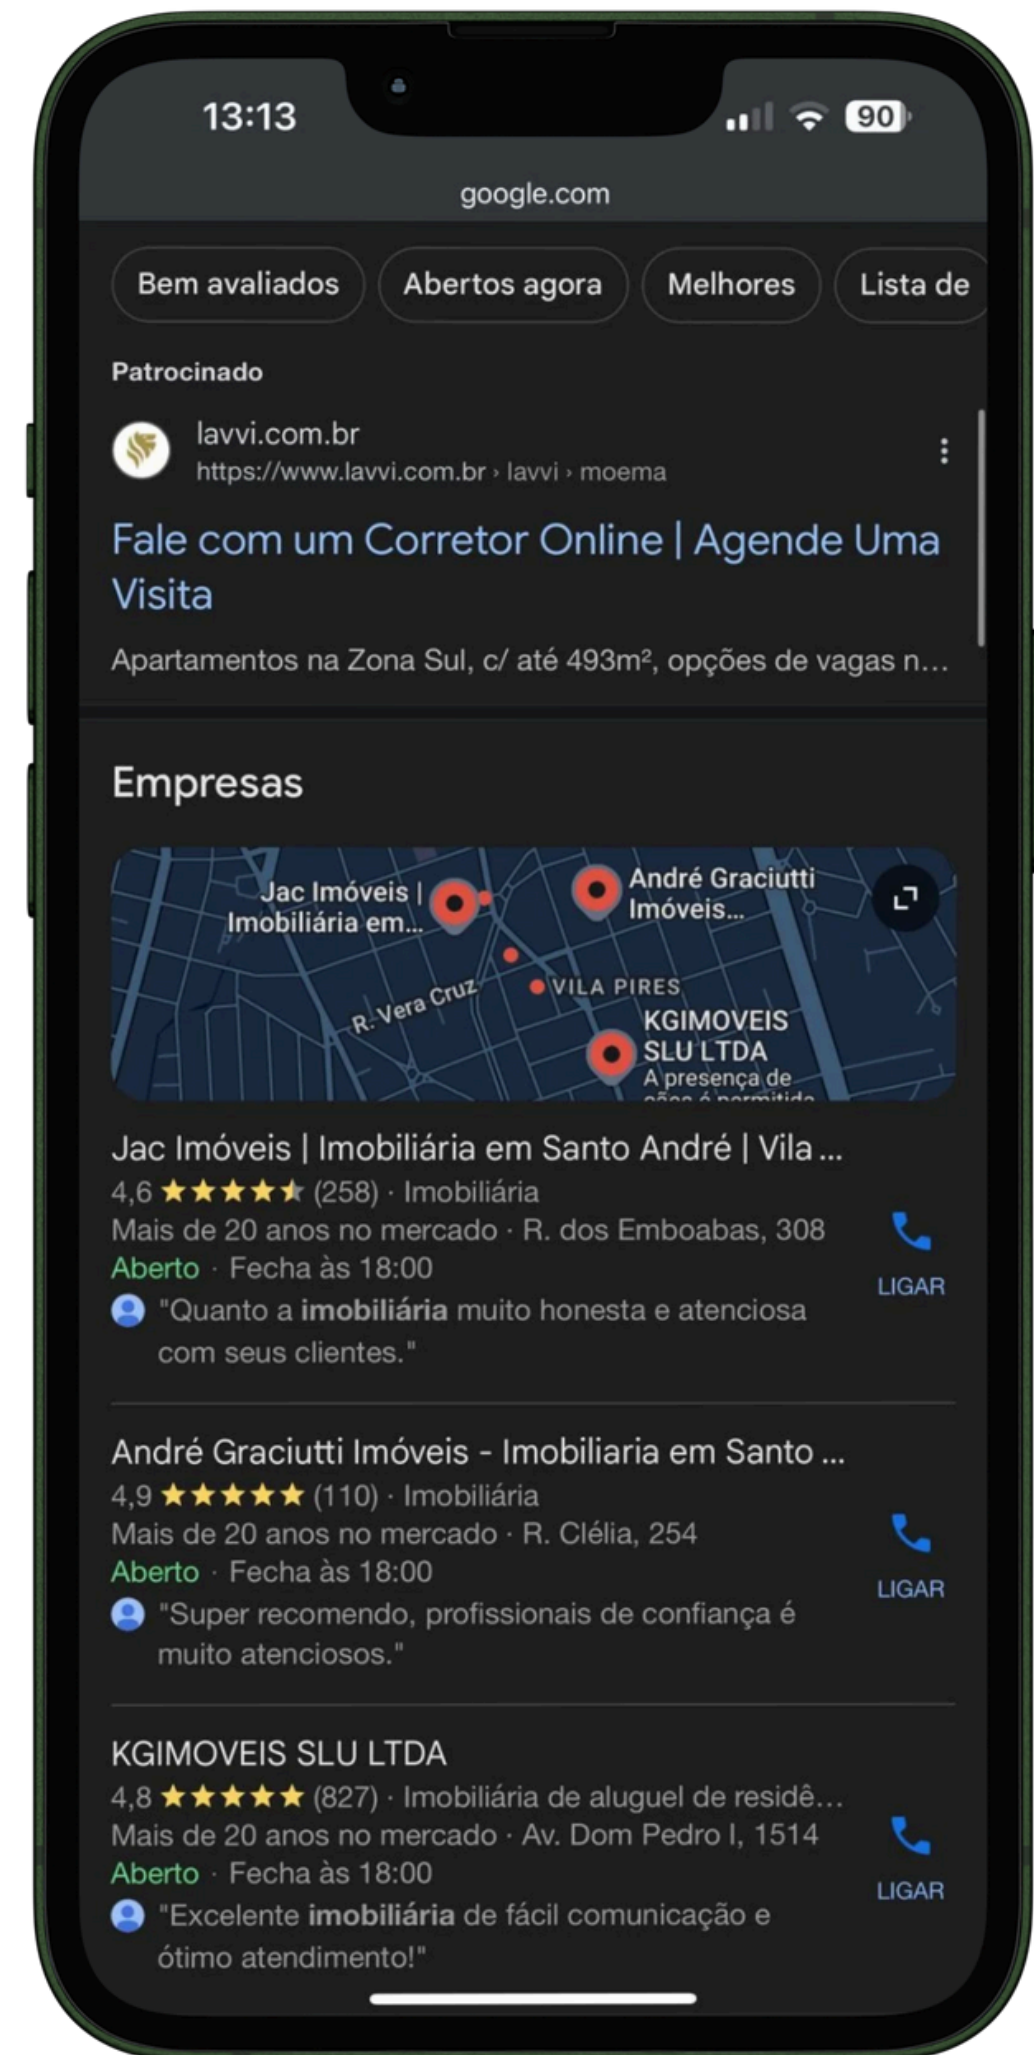 13:13
90
google.com
Bem avaliados
Abertos agora
Melhores
Lista de
Patrocinado
lavvi.com.br
https://www.lavvi.com.br › lavvi › moema
Fale com um Corretor Online | Agende Uma
Visita
Apartamentos na Zona Sul, c/ até 493m², opções de vagas n...
Empresas
Jac Imóveis |
Imobiliária em...
André Graciutti
Imóveis...
R. Vera Cruz
VILA PIRES
KGIMOVEIS
SLU LTDA
A presença de
cães é permitida
Jac Imóveis | Imobiliária em Santo André | Vila ...
4,6 ★★★★★ (258) · Imobiliária
Mais de 20 anos no mercado · R. dos Emboabas, 308
Aberto · Fecha às 18:00
LIGAR
"Quanto a imobiliária muito honesta e atenciosa
com seus clientes."
André Graciutti Imóveis - Imobiliaria em Santo ...
4,9 ★★★★★ (110) · Imobiliária
Mais de 20 anos no mercado · R. Clélia, 254
Aberto · Fecha às 18:00
LIGAR
"Super recomendo, profissionais de confiança é
muito atenciosos."
KGIMOVEIS SLU LTDA
4,8 ★★★★★ (827) · Imobiliária de aluguel de residê...
Mais de 20 anos no mercado · Av. Dom Pedro I, 1514
Aberto · Fecha às 18:00
LIGAR
"Excelente imobiliária de fácil comunicação e
ótimo atendimento!"